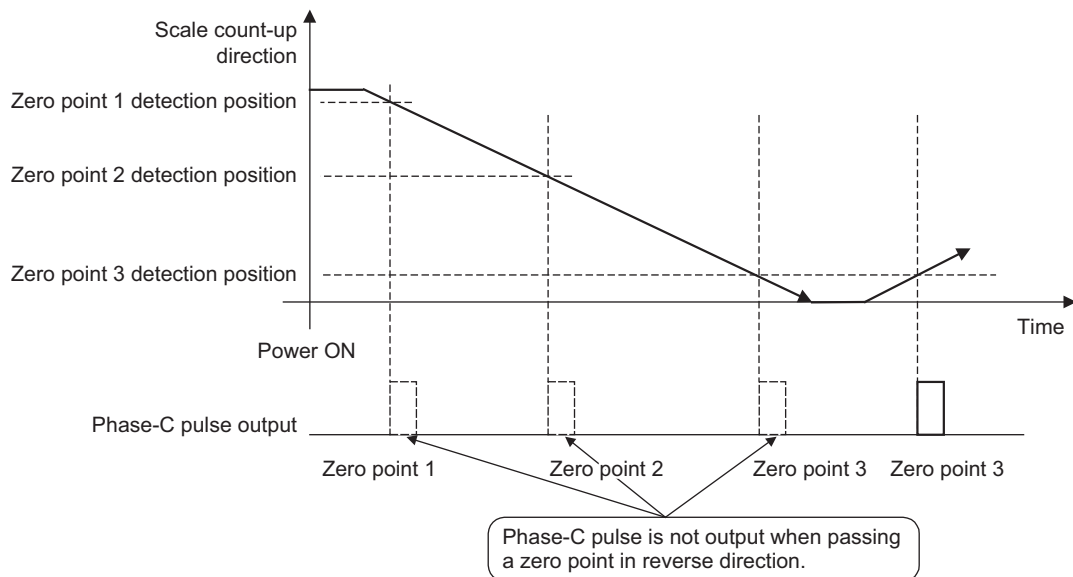 Scale count-up
direction
Zero point 1 detection position
Zero point 2 detection position
Zero point 3 detection position
Time
Power ON
Phase-C pulse output
Zero point 1
Zero point 2
Zero point 3
Zero point 3
Phase-C pulse is not output when passing
a zero point in reverse direction.